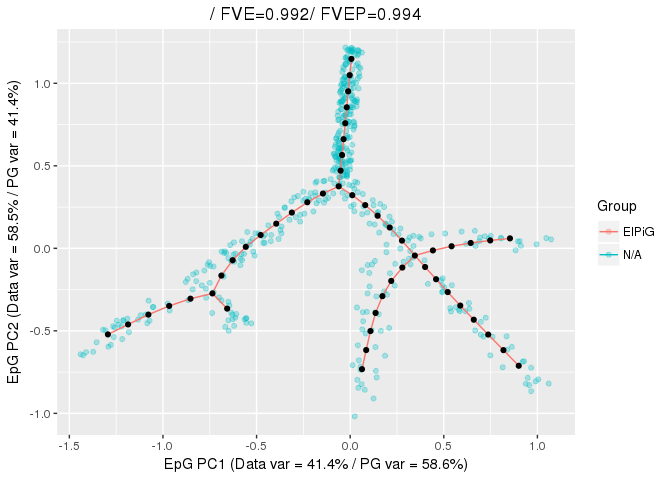 / FVE=0.992/ FVEP=0.994
EpG PC2 (Data var = 58.5% / PG var = 41.4%)
1.0
0.5
0.0
-0.5
-1.0
-1.5
-1.0
-0.5
0.0
0.5
1.0
EpG PC1 (Data var = 41.4% / PG var = 58.6%)
Group
ElPiG
N/A